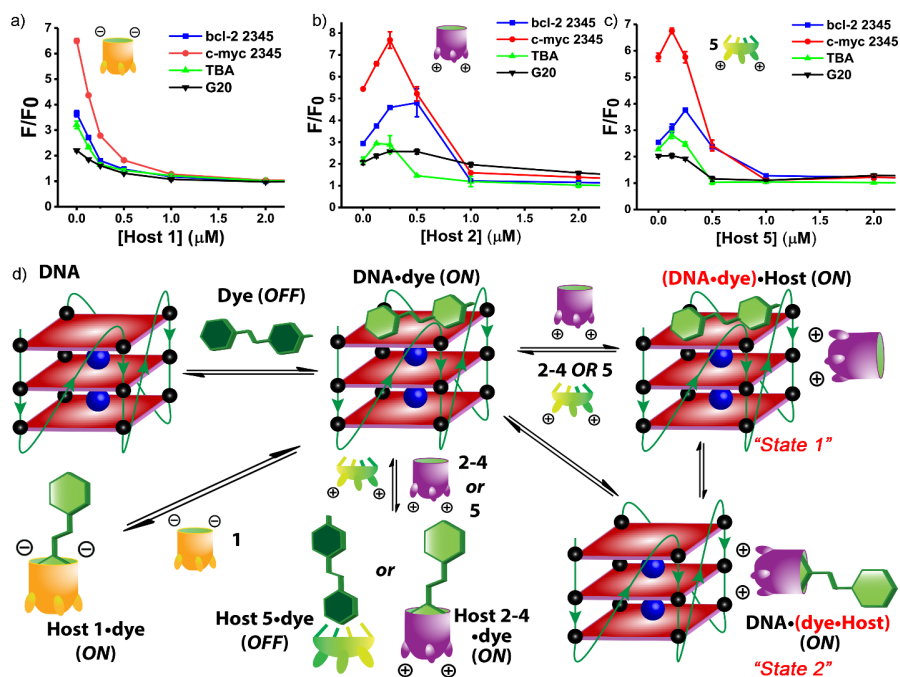 a)
⊖ ⊖
bcl-2 2345
c-myc 2345
TBA
G20
F/F0
7
6
5
4
3
2
1
0
0.0 0.5 1.0 1.5 2.0
[Host 1] (μM)
b)
⊕ ⊕
bcl-2 2345
c-myc 2345
TBA
G20
F/F0
8
7
6
5
4
3
2
1
0
0.0 0.5 1.0 1.5 2.0
[Host 2] (μM)
c)
5
⊕ ⊕
bcl-2 2345
c-myc 2345
TBA
G20
F/F0
7
6
5
4
3
2
1
0
0.0 0.5 1.0 1.5 2.0
[Host 5] (μM)
d) DNA
Dye (OFF)
DNA•dye (ON)
⊕ ⊕
2-4 OR 5
⊕ ⊕
(DNA•dye)•Host (ON)
⊕
⊕
"State 1"
⊖ ⊖
Host 1•dye
(ON)
⊖ ⊖
1
⊕ ⊕
2-4
or
5
⊕ ⊕
or
Host 5•dye
(OFF)
Host 2-4
•dye
(ON)
⊕ ⊕
⊕
⊕
DNA•(dye•Host)
(ON)
"State 2"